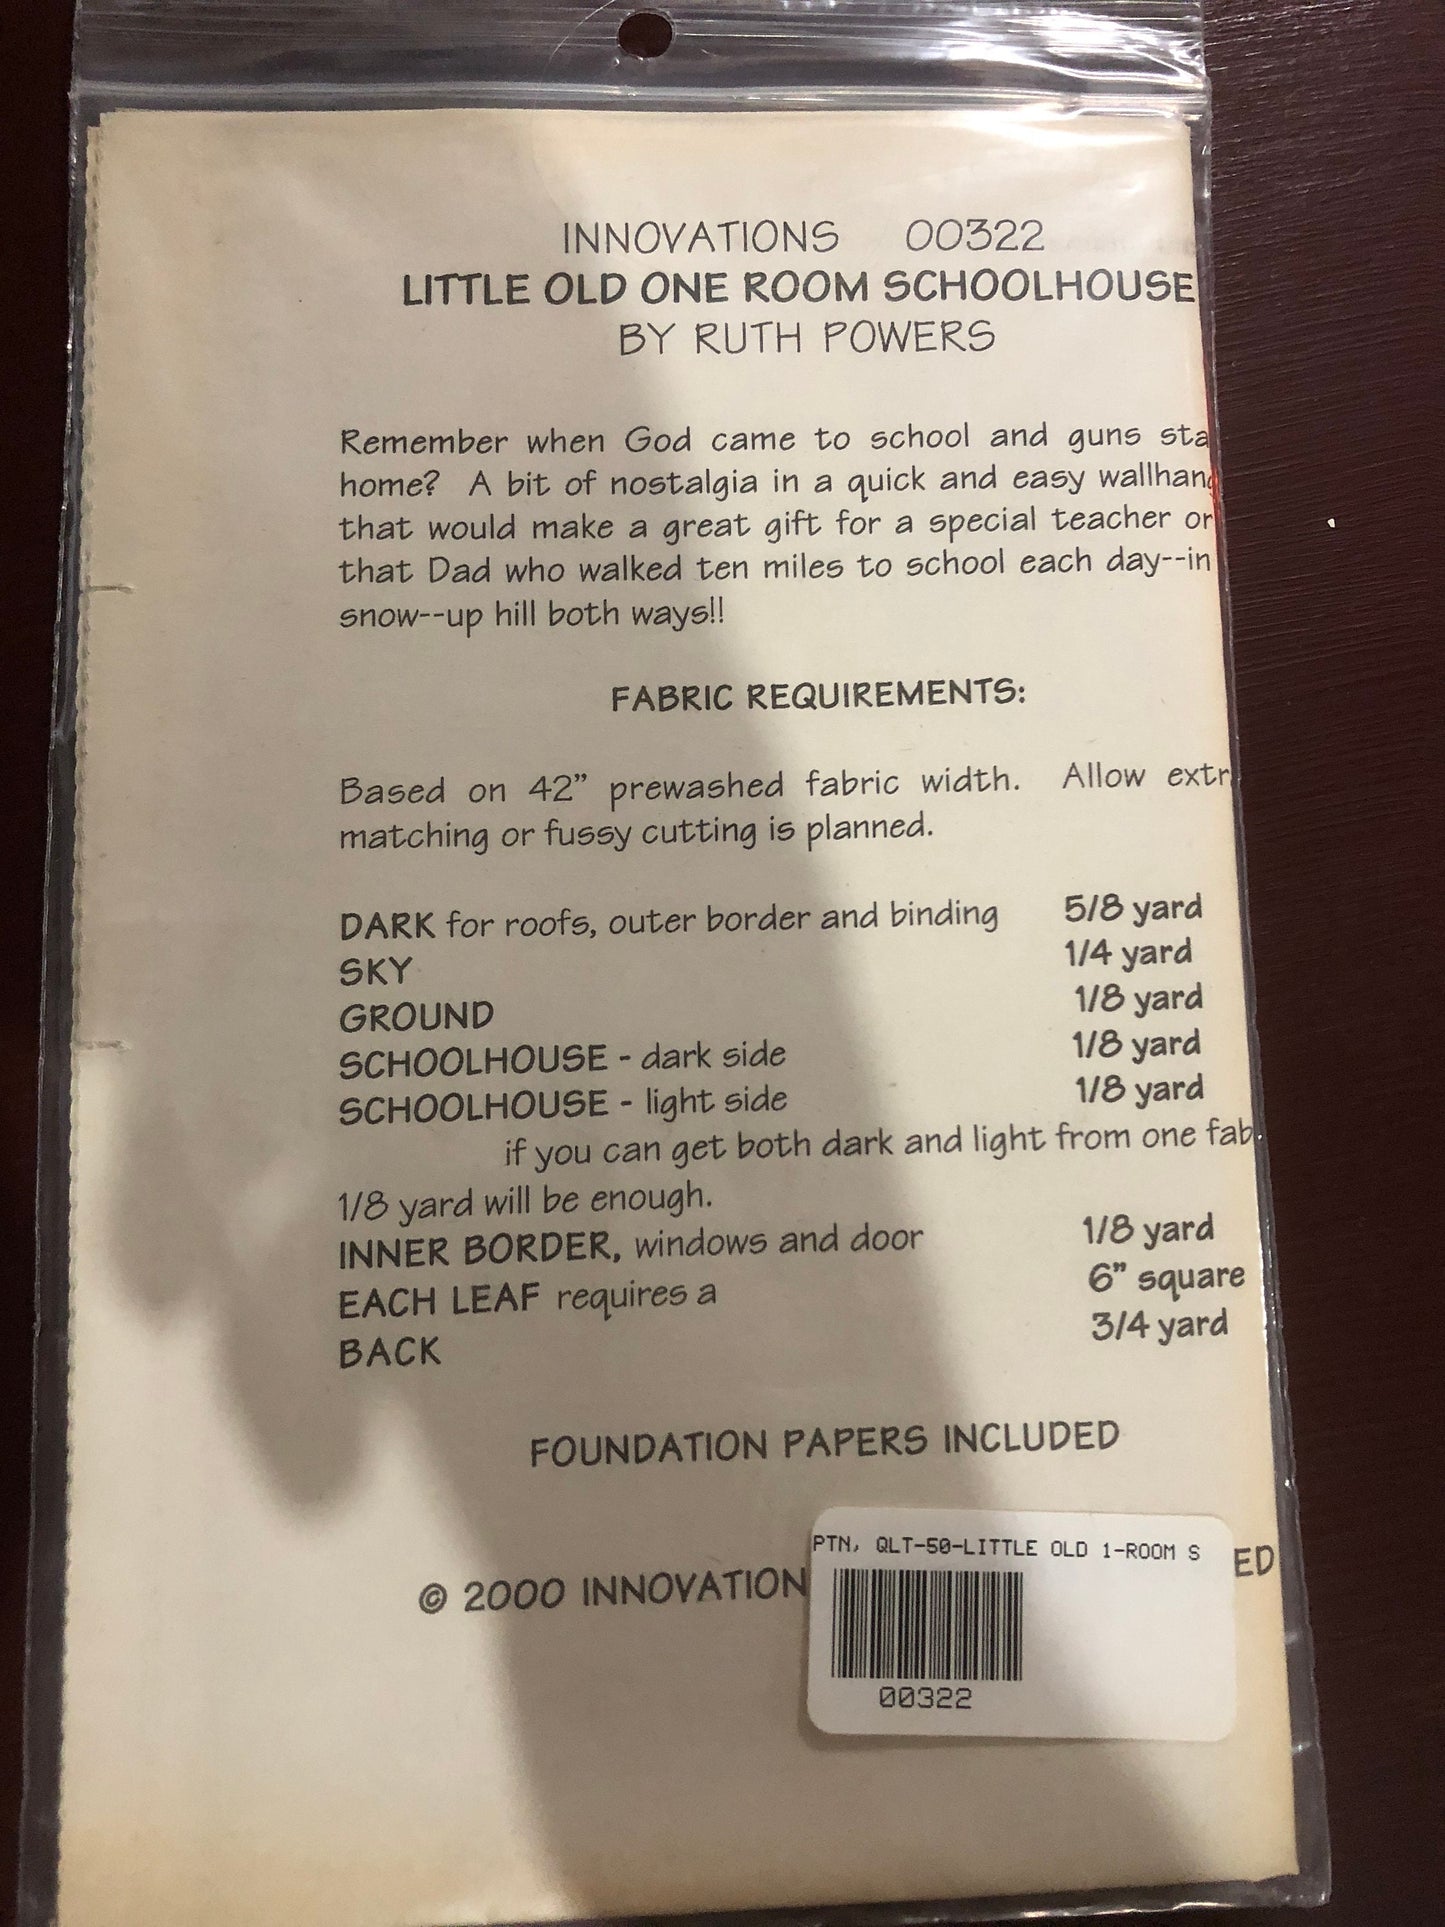 INNOVATIONS 00322
LITTLE OLD ONE ROOM SCHOOLHOUSE
BY RUTH POWERS
Remember when God came to school and guns sta
home? A bit of nostalgia in a quick and easy wallhang
that would make a great gift for a special teacher or
that Dad who walked ten miles to school each day--in
snow--up hill both ways!!
FABRIC REQUIREMENTS:
Based on 42" prewashed fabric width. Allow extr
matching or fussy cutting is planned.
DARK for roofs, outer border and binding 5/8 yard
SKY 1/4 yard
GROUND 1/8 yard
SCHOOLHOUSE - dark side 1/8 yard
SCHOOLHOUSE - light side 1/8 yard
if you can get both dark and light from one fab
1/8 yard will be enough.
INNER BORDER, windows and door 1/8 yard
EACH LEAF requires a 6" square
BACK 3/4 yard
FOUNDATION PAPERS INCLUDED
© 2000 INNOVATION ED
PTN, QLT-50-LITTLE OLD 1-ROOM S
00322